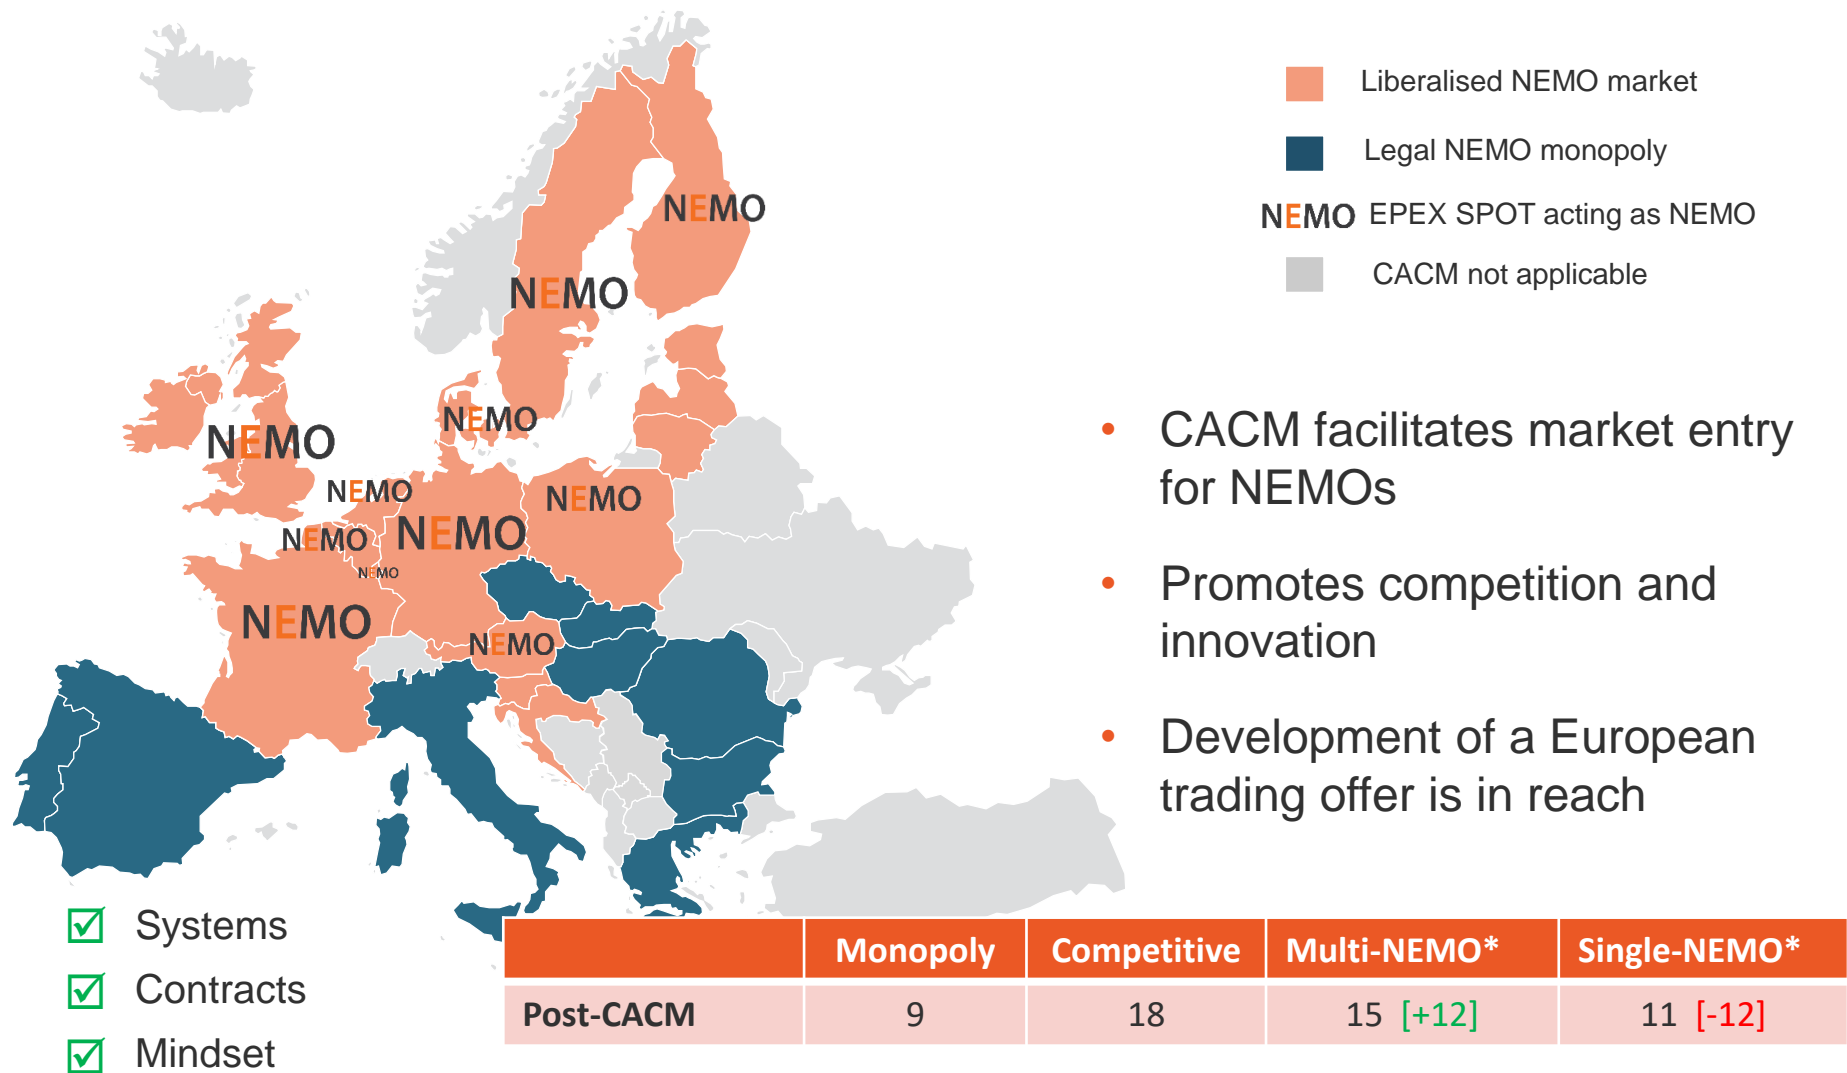 Liberalised NEMO market
Legal NEMO monopoly
NEMO EPEX SPOT acting as NEMO
CACM not applicable
NEMO
NEMO
NEMO
NEMO
NEMO
NEMO
NEMO
NEMO
NEMO
NEMO
NEMO
• CACM facilitates market entry
for NEMOs
• Promotes competition and
innovation
• Development of a European
trading offer is in reach
Systems
Contracts
Mindset
Monopoly Competitive Multi-NEMO* Single-NEMO*
Post-CACM 9 18 15 [+12] 11 [-12]